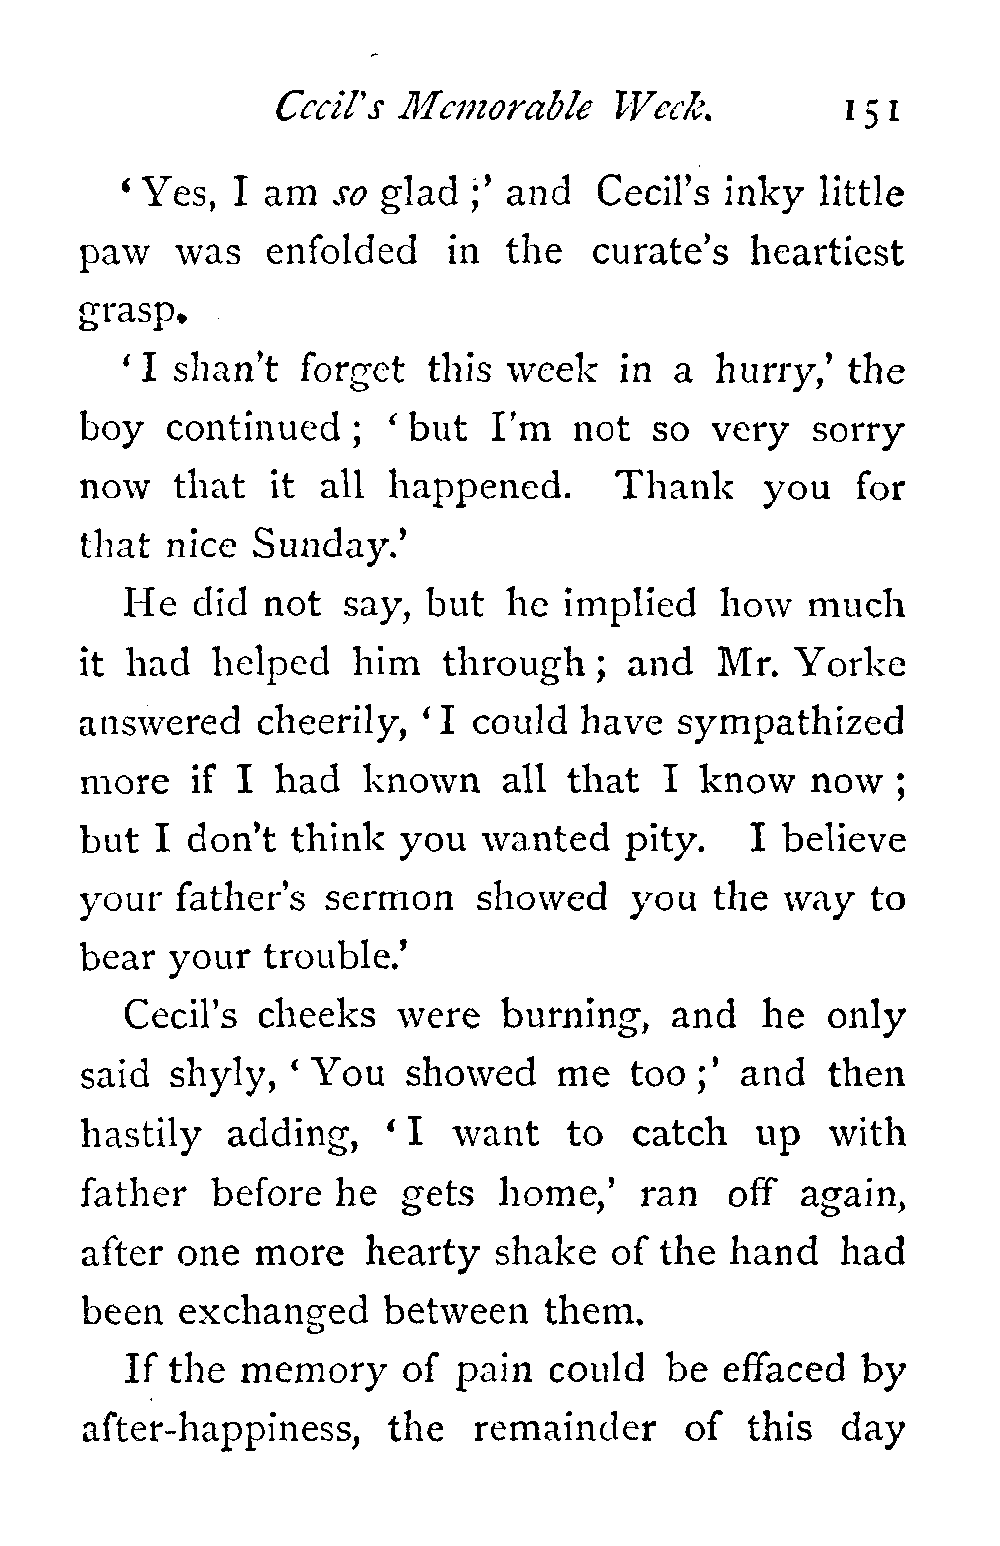 Cecil's Memorable Week. 151
‘ Yes, I am so glad ;’ and Cecil’s inky little
paw was enfolded in the curate’s heartiest
grasp.
‘ I shan’t forget this week in a hurry,’ the
boy continued ; ‘ but I’m not so very sorry
now that it all happened. Thank you for
that nice Sunday.’
He did not say, but he implied how much
it had helped him through ; and Mr. Yorke
answered cheerily, ‘ I could have sympathized
more if I had known all that I know now ;
but I don’t think you wanted pity. I believe
your father’s sermon showed you the way to
bear your trouble.’
Cecil’s cheeks were burning, and he only
said shyly, ‘ You showed me too ;’ and then
hastily adding, ‘ I want to catch up with
father before he gets home,’ ran off again,
after one more hearty shake of the hand had
been exchanged between them.
If the memory of pain could be effaced by
after-happiness, the remainder of this day